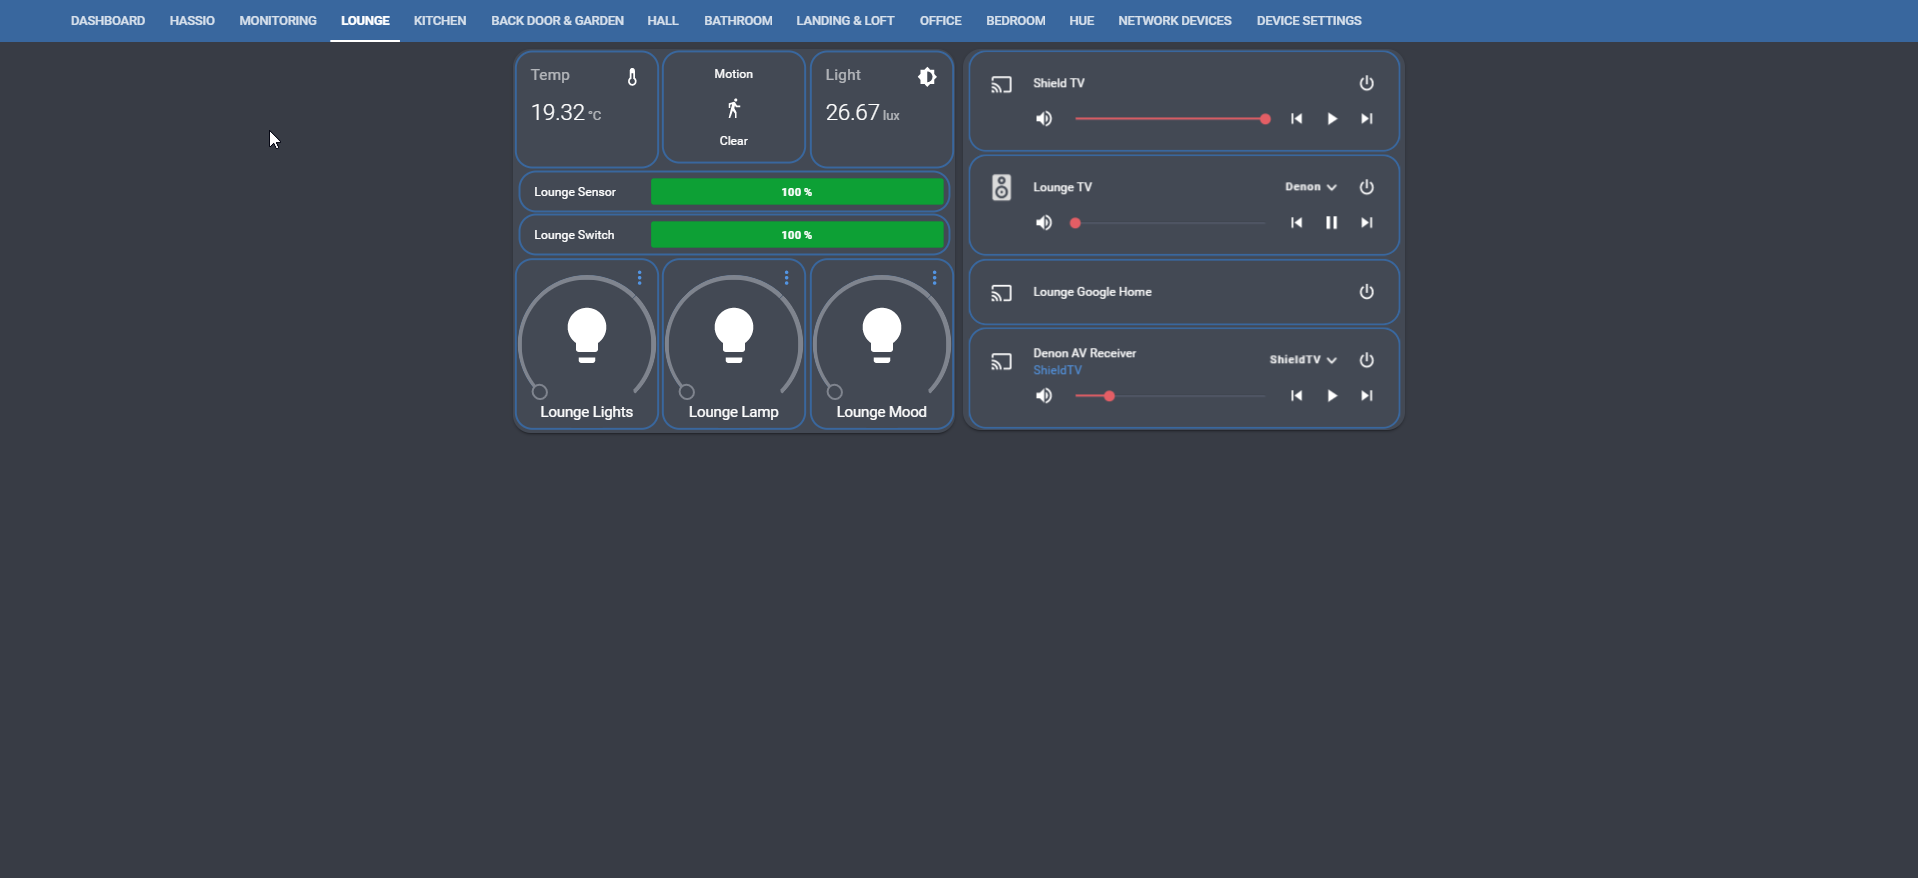 DASHBOARD HASSIO MONITORING LOUNGE KITCHEN BACK DOOR & GARDEN HALL BATHROOM LANDING & LOFT OFFICE BEDROOM HUE NETWORK DEVICES DEVICE SETTINGS
Temp
19.32 °C
Motion
Clear
Light
26.67 lux
Lounge Sensor 100 %
Lounge Switch 100 %
Lounge Lights
Lounge Lamp
Lounge Mood
Shield TV
Lounge TV Denon
Lounge Google Home
Denon AV Receiver ShieldTV
ShieldTV